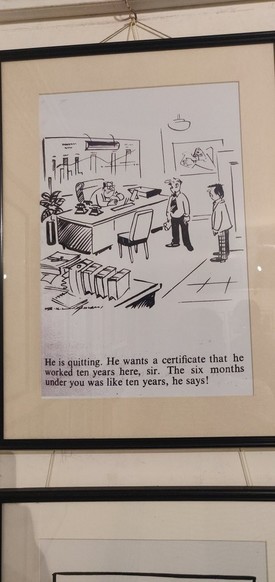 He is quitting. He wants a certificate that he
worked ten years here, sir. The six months
under you was like ten years, he says!